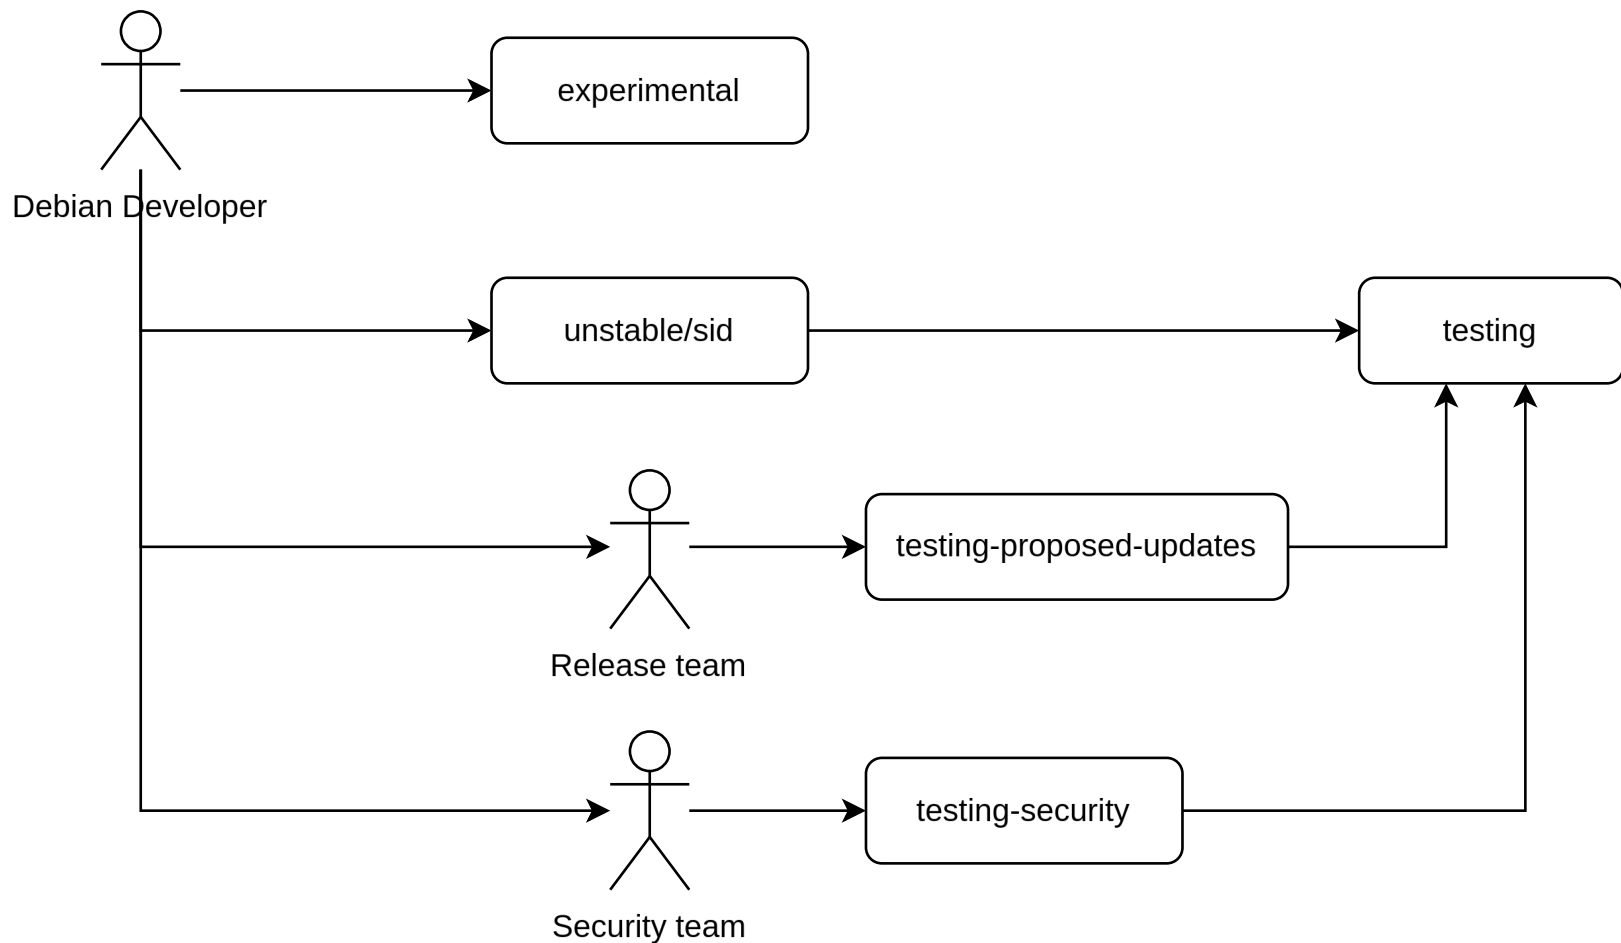 experimental
Debian Developer
unstable/sid
testing
testing-proposed-updates
Release team
testing-security
Security team